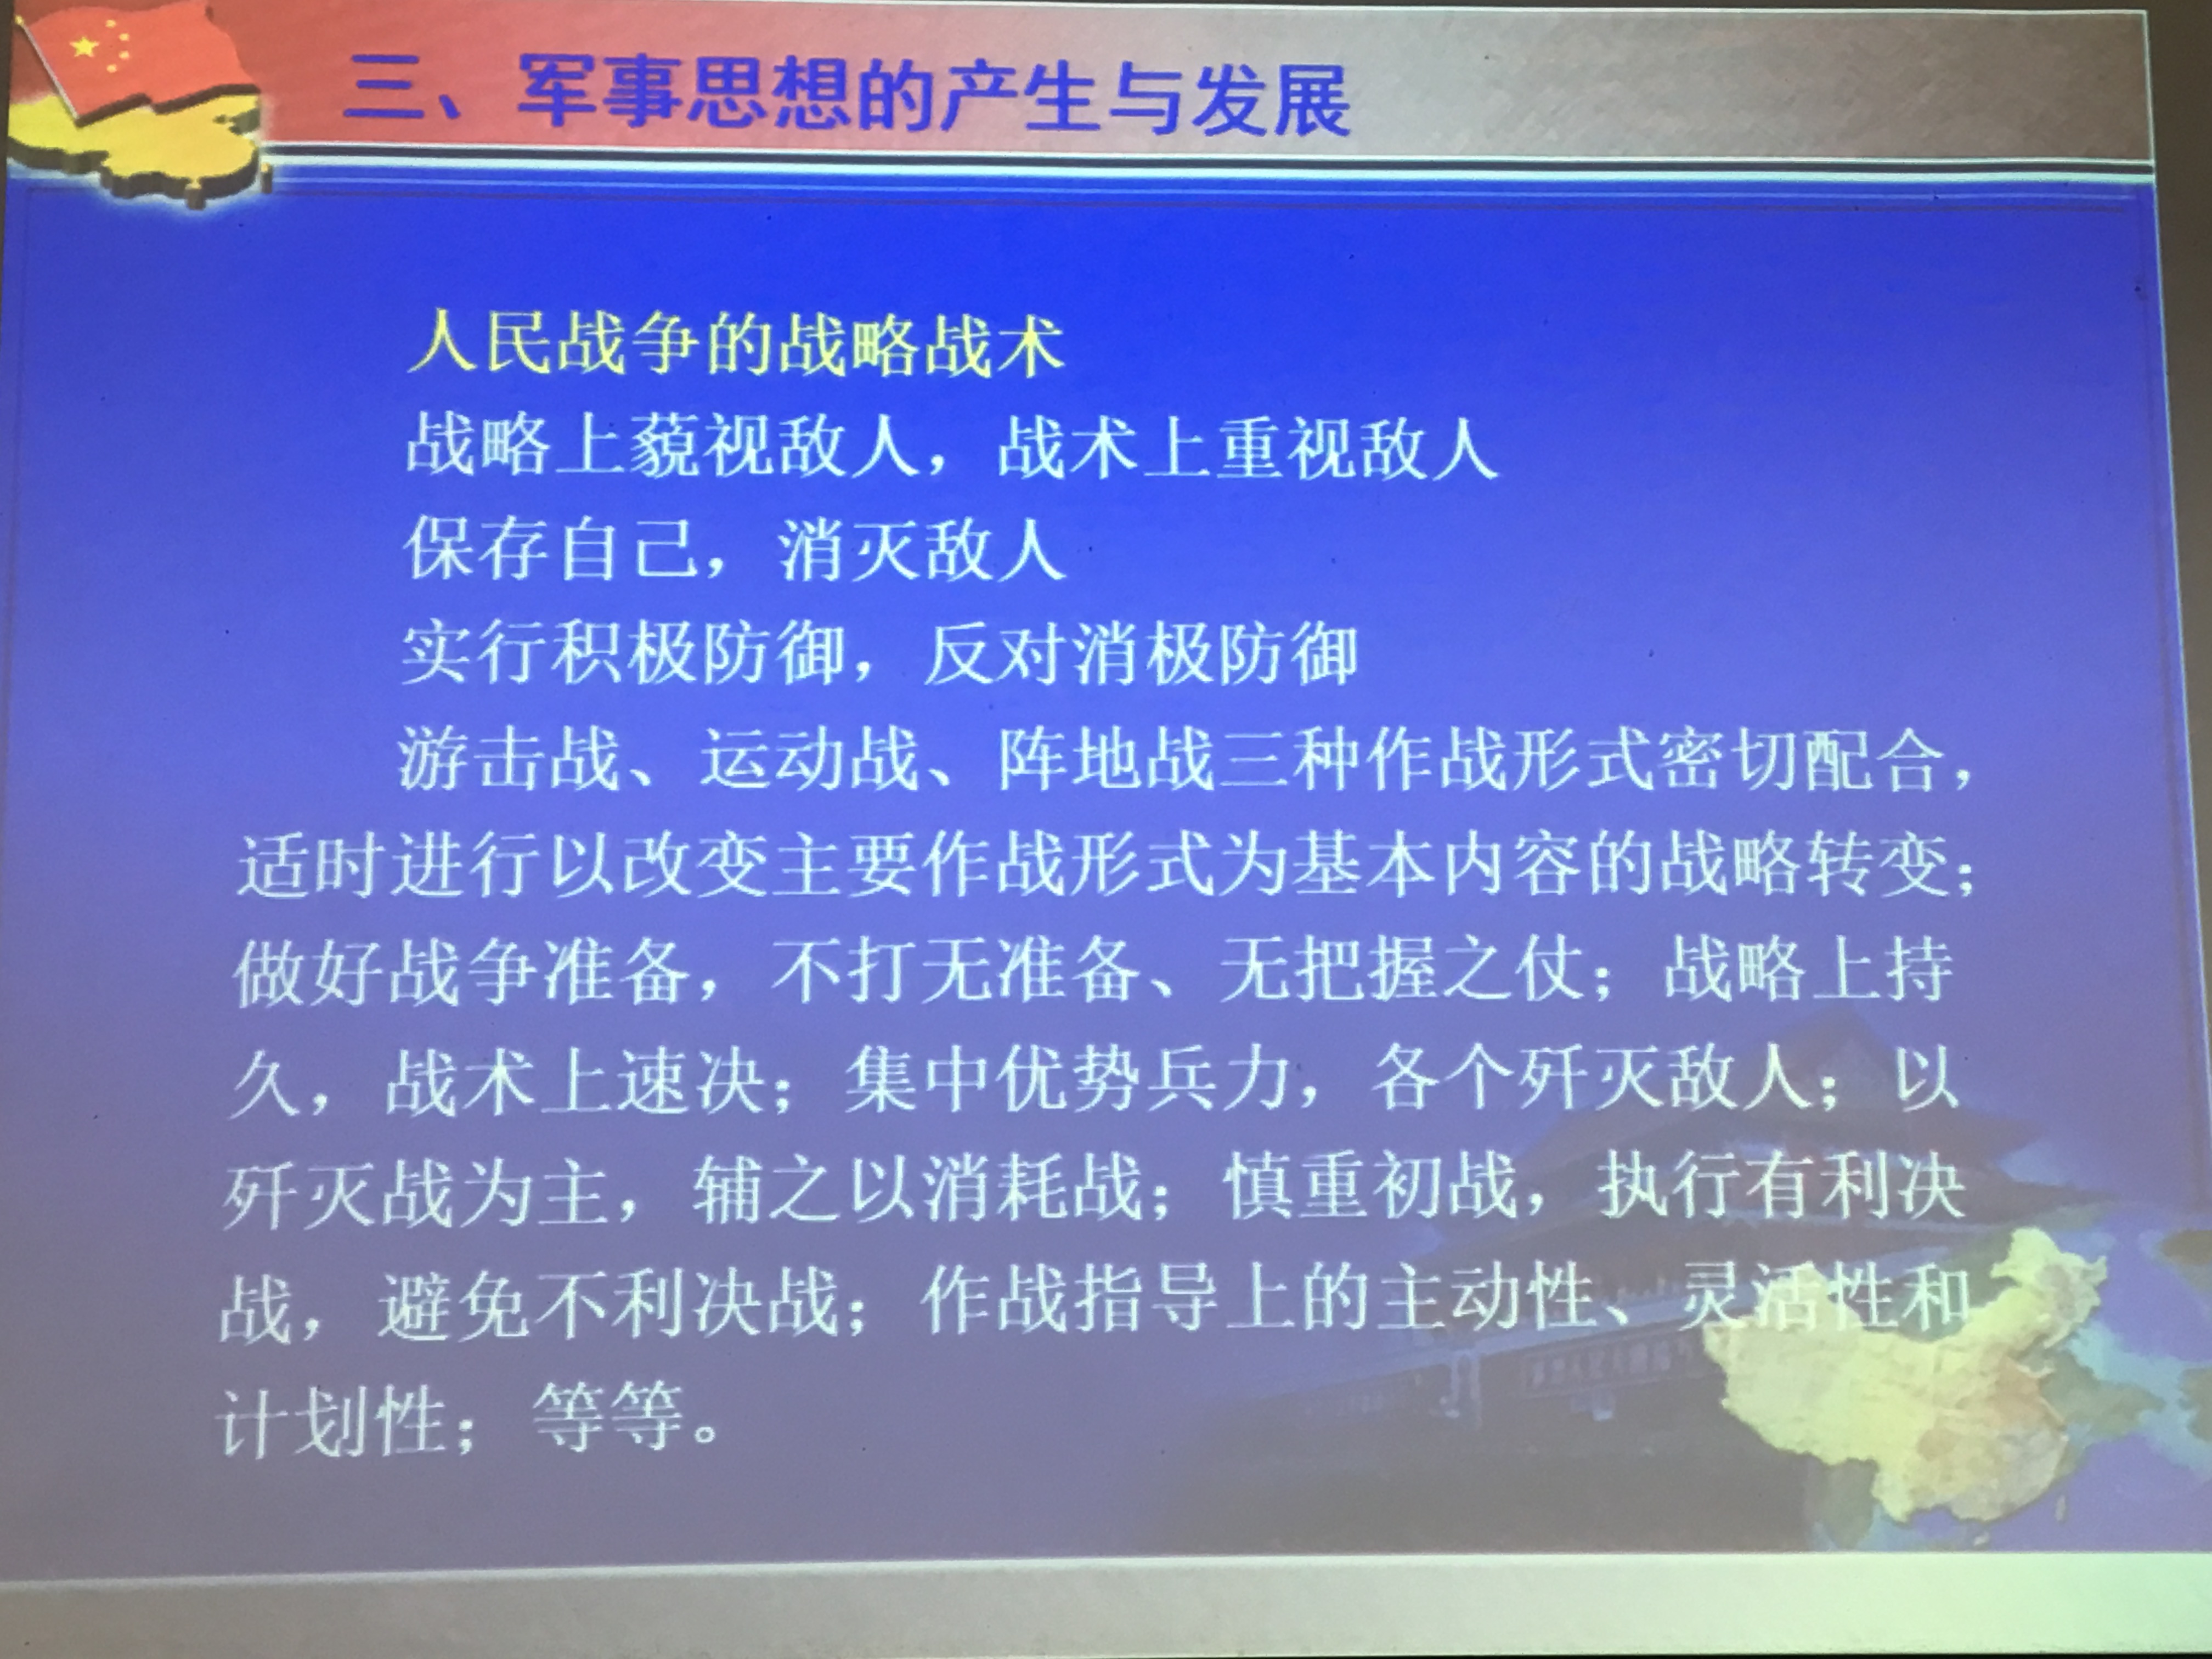 三、军事思想的产生与发展
人民战争的战略战术
战略上藐视敌人，战术上重视敌人
保存自己，消灭敌人
实行积极防御，反对消极防御
游击战、运动战、阵地战三种作战形式密切配合，
适时进行以改变主要作战形式为基本内容的战略转变；
做好战争准备，不打无准备、无把握之仗；战略上持
久，战术上速决；集中优势兵力，各个歼灭敌人；以
歼灭战为主，辅之以消耗战；慎重初战，执行有利决
战，避免不利决战；作战指导上的主动性、灵活性和
计划性；等等。